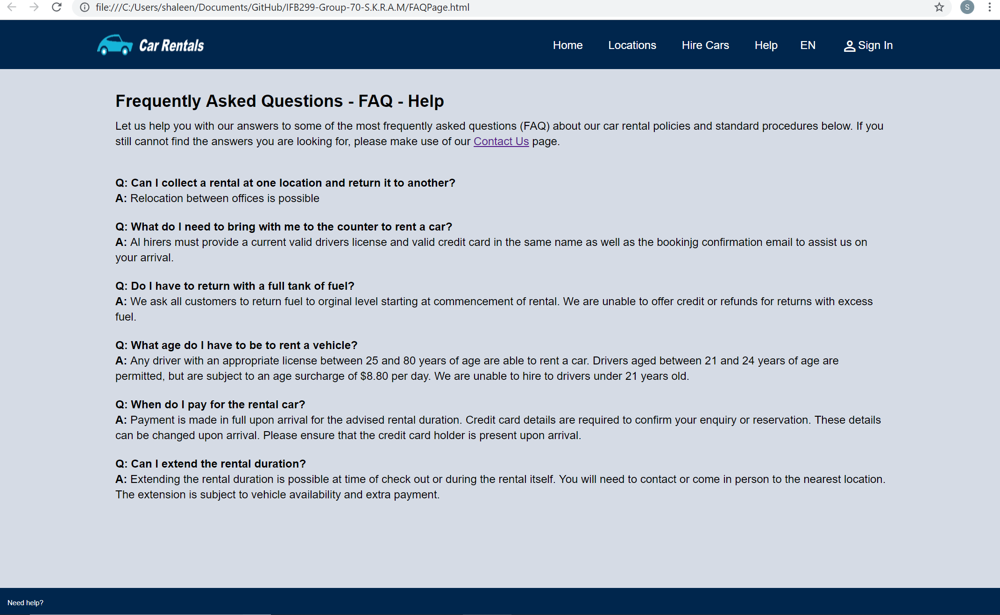 file:///C:/Users/shaleen/Documents/GitHub/IFB299-Group-70-S.K.R.A.M/FAQPage.html
S
Car Rentals
Home Locations Hire Cars Help EN Sign In
Frequently Asked Questions - FAQ - Help
Let us help you with our answers to some of the most frequently asked questions (FAQ) about our car rental policies and standard procedures below. If you
still cannot find the answers you are looking for, please make use of our Contact Us page.
Q: Can I collect a rental at one location and return it to another?
A: Relocation between offices is possible
Q: What do I need to bring with me to the counter to rent a car?
A: Al hirers must provide a current valid drivers license and valid credit card in the same name as well as the bookinjg confirmation email to assist us on
your arrival.
Q: Do I have to return with a full tank of fuel?
A: We ask all customers to return fuel to orginal level starting at commencement of rental. We are unable to offer credit or refunds for returns with excess
fuel.
Q: What age do I have to be to rent a vehicle?
A: Any driver with an appropriate license between 25 and 80 years of age are able to rent a car. Drivers aged between 21 and 24 years of age are
permitted, but are subject to an age surcharge of $8.80 per day. We are unable to hire to drivers under 21 years old.
Q: When do I pay for the rental car?
A: Payment is made in full upon arrival for the advised rental duration. Credit card details are required to confirm your enquiry or reservation. These details
can be changed upon arrival. Please ensure that the credit card holder is present upon arrival.
Q: Can I extend the rental duration?
A: Extending the rental duration is possible at time of check out or during the rental itself. You will need to contact or come in person to the nearest location.
The extension is subject to vehicle availability and extra payment.
Need help?